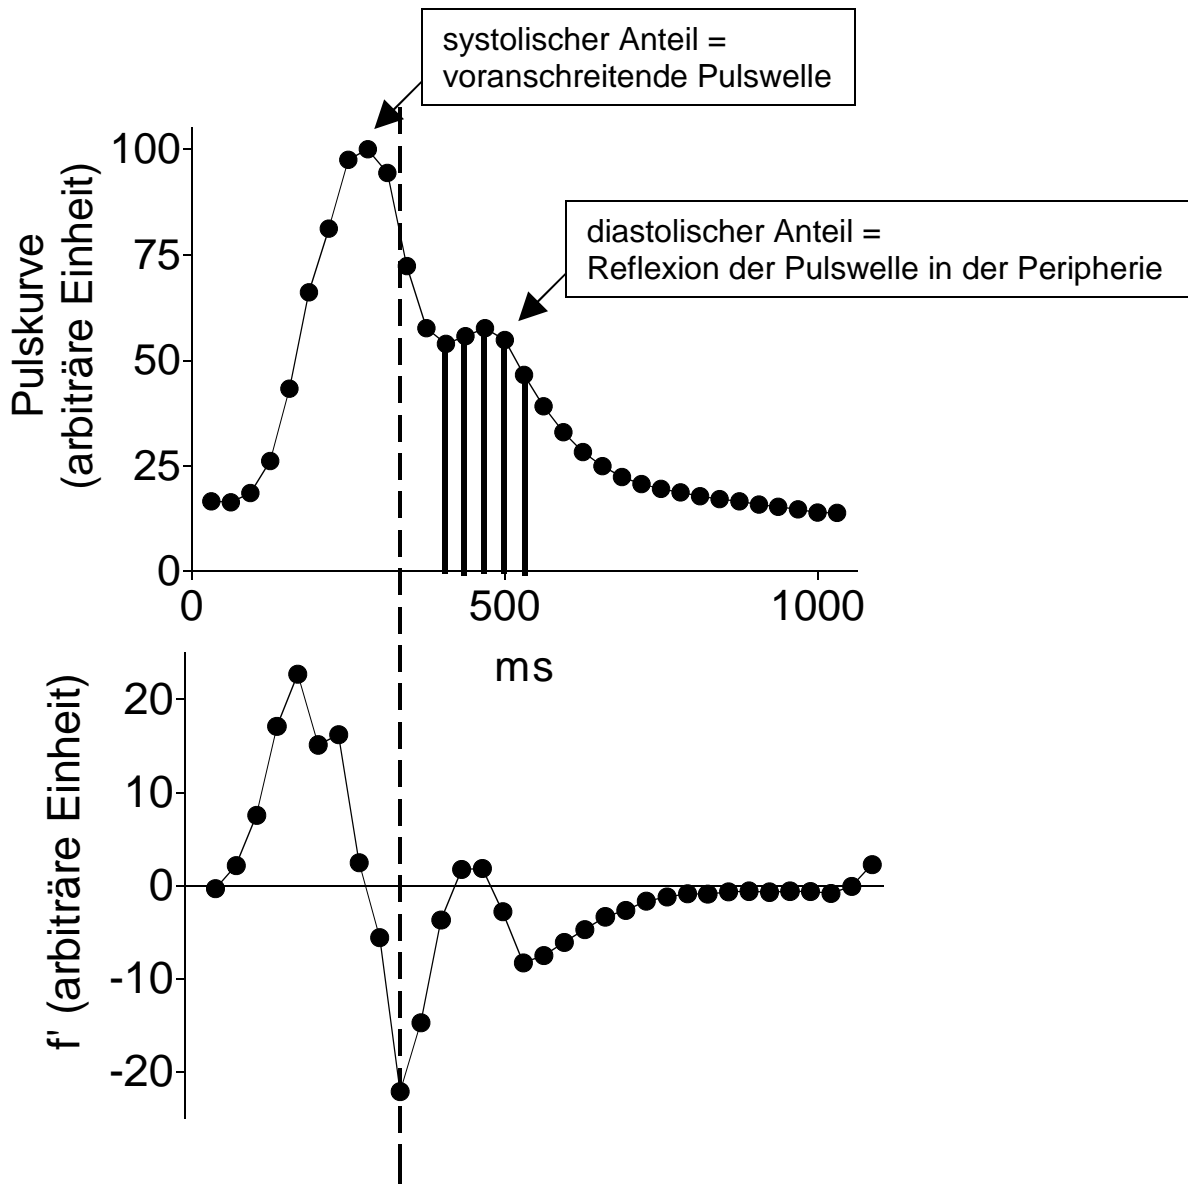 systolischer Anteil =
voranschreitende Pulswelle
diastolischer Anteil =
Reflexion der Pulswelle in der Peripherie
Pulskurve
(arbiträre Einheit)
100
75
50
25
0
0
500
1000
ms
f' (arbiträre Einheit)
20
10
0
-10
-20